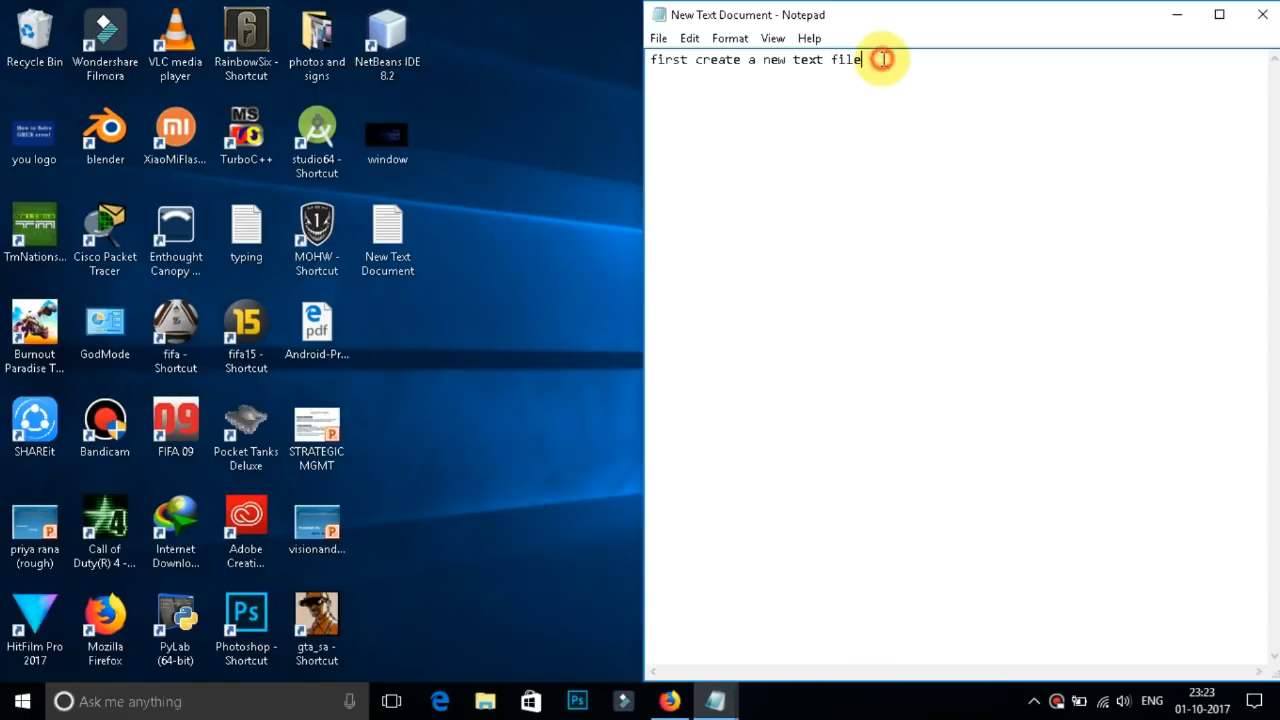 New Text Document - Notepad
File Edit Format View Help
first create a new text file
Recycle Bin
Wondershare
Filmora
VLC media
player
RainbowSix -
Shortcut
photos and
signs
NetBeans IDE
8.2
you logo
blender
XiaoMiFlas...
TurboC++
studio64 -
Shortcut
window
TmNations...
Cisco Packet
Tracer
Enthought
Canopy ...
typing
MOHW -
Shortcut
New Text
Document
Burnout
Paradise T...
GodMode
fifa -
Shortcut
fifa15 -
Shortcut
Android-Pr...
SHAREit
Bandicam
FIFA 09
Pocket Tanks
Deluxe
STRATEGIC
MGMT
priya rana
(rough)
Call of
Duty(R) 4 -...
Internet
Downlo...
Adobe
Creati...
visionand...
HitFilm Pro
2017
Mozilla
Firefox
PyLab
(64-bit)
Photoshop -
Shortcut
gta_sa -
Shortcut
Ask me anything
ENG
23:23
01-10-2017